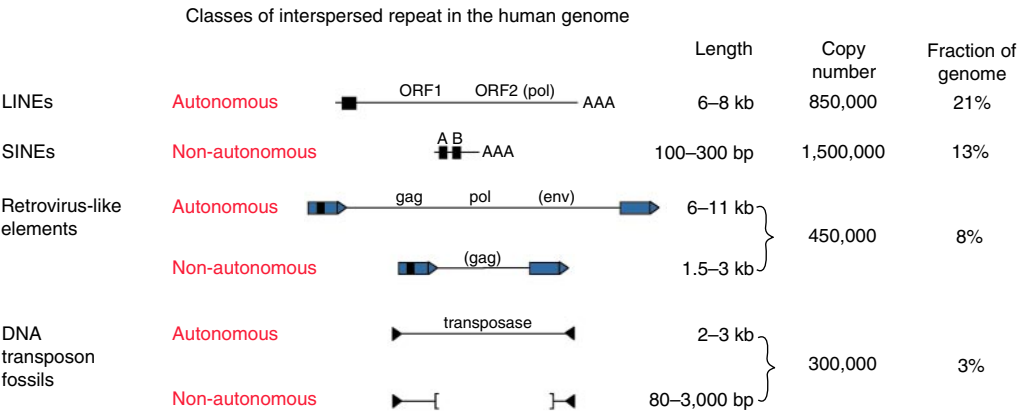 Classes of interspersed repeat in the human genome
Length Copy number Fraction of genome
LINEs Autonomous ORF1 ORF2 (pol) AAA 6–8 kb 850,000 21%
SINEs Non-autonomous A B AAA 100–300 bp 1,500,000 13%
Retrovirus-like elements Autonomous gag pol (env) 6–11 kb 450,000 8%
Non-autonomous (gag) 1.5–3 kb
DNA transposon fossils Autonomous transposase 2–3 kb 300,000 3%
Non-autonomous 80–3,000 bp